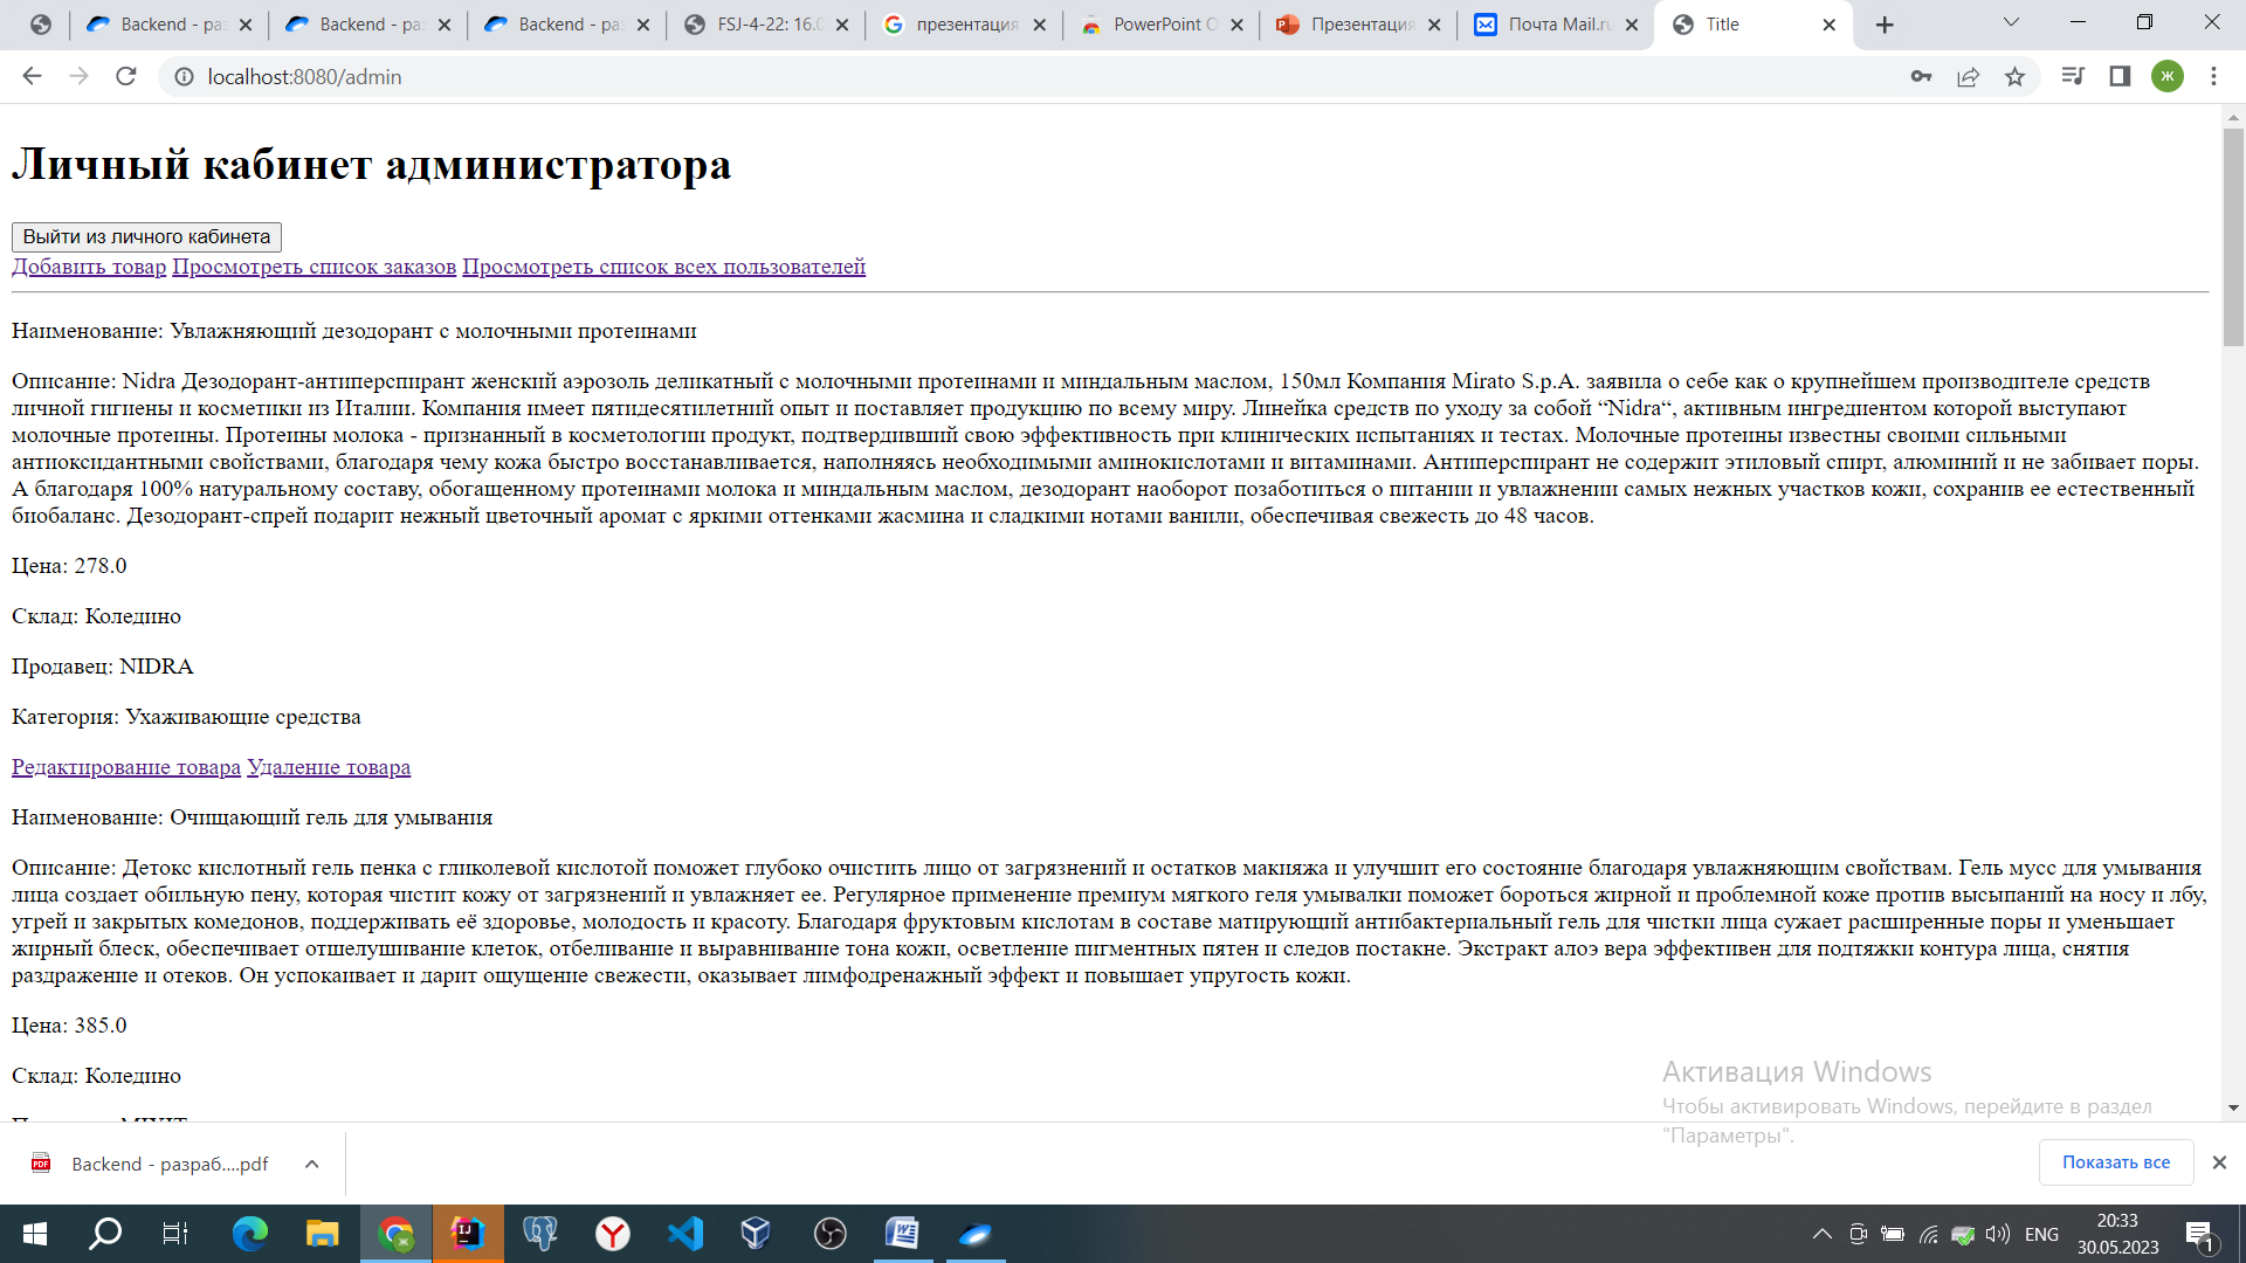 Backend - ра
Backend - ра
Backend - ра
FSJ-4-22: 16.0
презентация
PowerPoint O
Презентация
Почта Mail.ru
Title
localhost:8080/admin
ж
Личный кабинет администратора
Выйти из личного кабинета
Добавить товар Просмотреть список заказов Просмотреть список всех пользователей
Наименование: Увлажняющий дезодорант с молочными протеинами
Описание: Nidra Дезодорант-антиперспирант женский аэрозоль деликатный с молочными протеинами и миндальным маслом, 150мл Компания Mirato S.p.A. заявила о себе как о крупнейшем производителе средств
личной гигиены и косметики из Италии. Компания имеет пятидесятилетний опыт и поставляет продукцию по всему миру. Линейка средств по уходу за собой “Nidra“, активным ингредиентом которой выступают
молочные протеины. Протеины молока - признанный в косметологии продукт, подтвердивший свою эффективность при клинических испытаниях и тестах. Молочные протеины известны своими сильными
антиоксидантными свойствами, благодаря чему кожа быстро восстанавливается, наполняясь необходимыми аминокислотами и витаминами. Антиперспирант не содержит этиловый спирт, алюминий и не забивает поры.
А благодаря 100% натуральному составу, обогащенному протеинами молока и миндальным маслом, дезодорант наоборот позаботиться о питании и увлажнении самых нежных участков кожи, сохранив ее естественный
биобаланс. Дезодорант-спрей подарит нежный цветочный аромат с яркими оттенками жасмина и сладкими нотами ванили, обеспечивая свежесть до 48 часов.
Цена: 278.0
Склад: Коледино
Продавец: NIDRA
Категория: Ухаживающие средства
Редактирование товара Удаление товара
Наименование: Очищающий гель для умывания
Описание: Детокс кислотный гель пенка с гликолевой кислотой поможет глубоко очистить лицо от загрязнений и остатков макияжа и улучшит его состояние благодаря увлажняющим свойствам. Гель мусс для умывания
лица создает обильную пену, которая чистит кожу от загрязнений и увлажняет ее. Регулярное применение премиум мягкого геля умывалки поможет бороться жирной и проблемной коже против высыпаний на носу и лбу,
угрей и закрытых комедонов, поддерживать её здоровье, молодость и красоту. Благодаря фруктовым кислотам в составе матирующий антибактериальный гель для чистки лица сужает расширенные поры и уменьшает
жирный блеск, обеспечивает отшелушивание клеток, отбеливание и выравнивание тона кожи, осветление пигментных пятен и следов постакне. Экстракт алоэ вера эффективен для подтяжки контура лица, снятия
раздражение и отеков. Он успокаивает и дарит ощущение свежести, оказывает лимфодренажный эффект и повышает упругость кожи.
Цена: 385.0
Склад: Коледино
Активация Windows
Чтобы активировать Windows, перейдите в раздел
"Параметры".
Backend - разраб....pdf
Показать все
ENG
20:33
30.05.2023
1